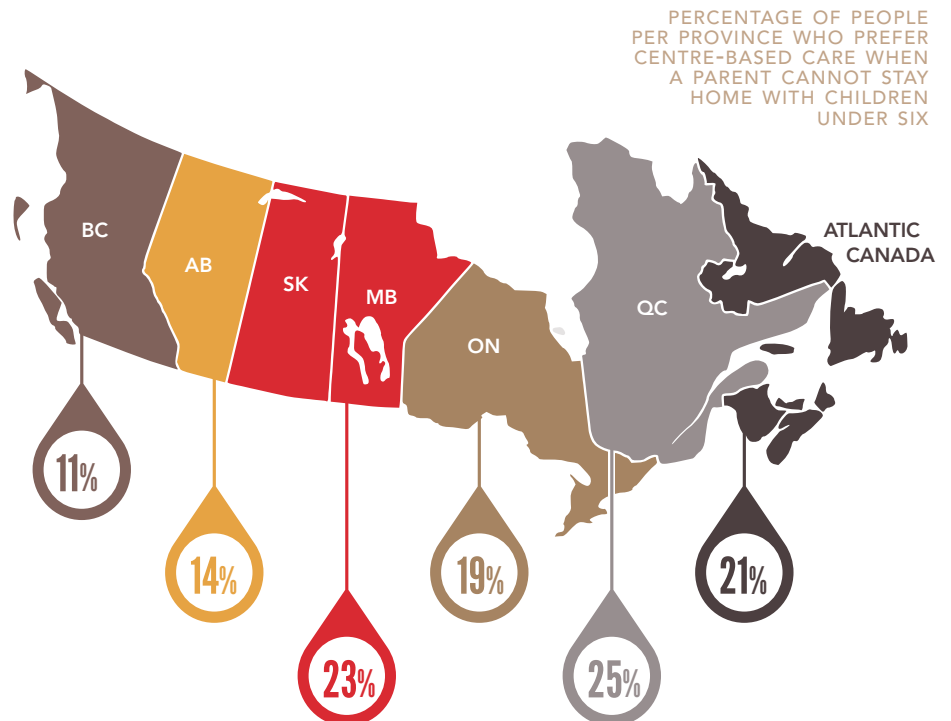 PERCENTAGE OF PEOPLE
PER PROVINCE WHO PREFER
CENTRE-BASED CARE WHEN
A PARENT CANNOT STAY
HOME WITH CHILDREN
UNDER SIX
BC
AB
SK
MB
ON
QC
ATLANTIC
CANADA
11%
14%
23%
19%
25%
21%